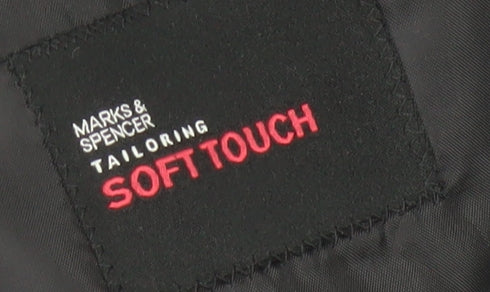 MARKS &
SPENCER
TAILORING
SOFT TOUCH